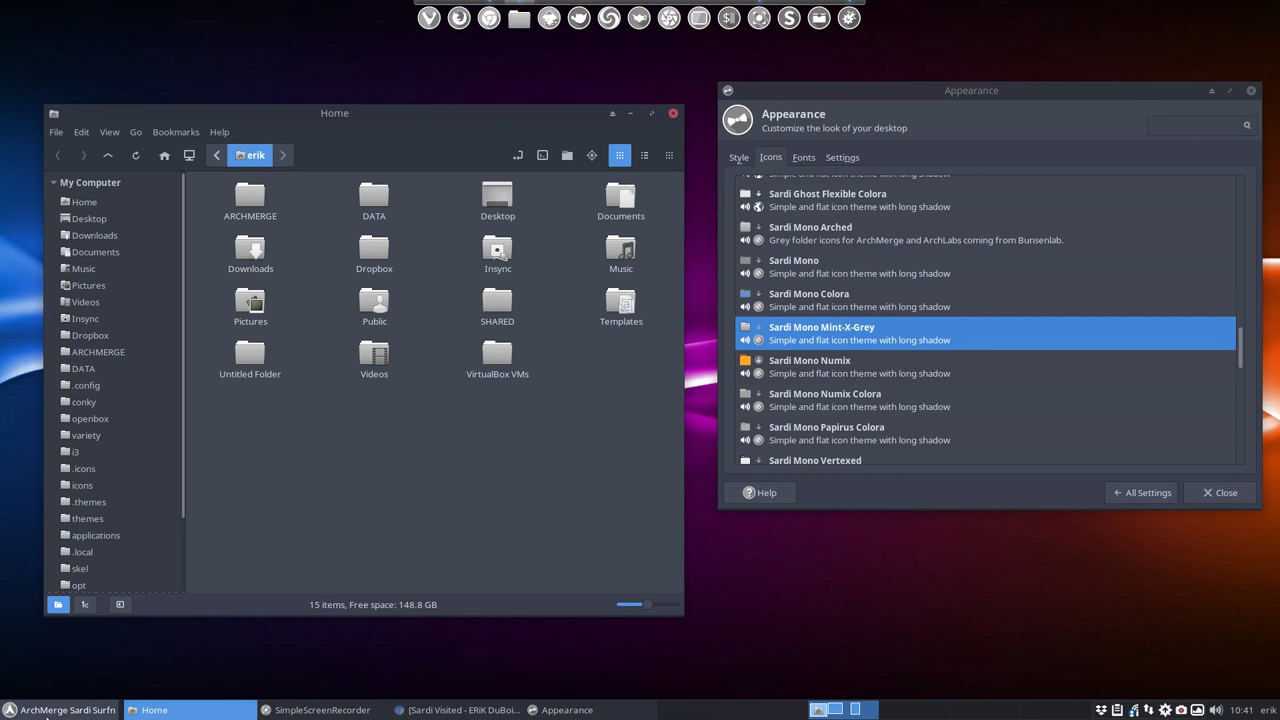 Home
File Edit View Go Bookmarks Help
erik
My Computer
Home
Desktop
Downloads
Documents
Music
Pictures
Videos
Insync
Dropbox
ARCHMERGE
DATA
.config
conky
openbox
variety
i3
.icons
icons
.themes
themes
applications
.local
skel
opt
ARCHMERGE DATA Desktop Documents
Downloads Dropbox Insync Music
Pictures Public SHARED Templates
Untitled Folder Videos VirtualBox VMs
15 items, Free space: 148.8 GB
Appearance
Appearance
Customize the look of your desktop
Style Icons Fonts Settings
Simple and flat icon theme with long shadow
Sardi Ghost Flexible Colora
Simple and flat icon theme with long shadow
Sardi Mono Arched
Grey folder icons for ArchMerge and ArchLabs coming from Bunsenlab.
Sardi Mono
Simple and flat icon theme with long shadow
Sardi Mono Colora
Simple and flat icon theme with long shadow
Sardi Mono Mint-X-Grey
Simple and flat icon theme with long shadow
Sardi Mono Numix
Simple and flat icon theme with long shadow
Sardi Mono Numix Colora
Simple and flat icon theme with long shadow
Sardi Mono Papirus Colora
Simple and flat icon theme with long shadow
Sardi Mono Vertexed
Help All Settings Close
ArchMerge Sardi Surfn Home SimpleScreenRecorder [Sardi Visited - ERiK DuBoi... Appearance 10:41 erik